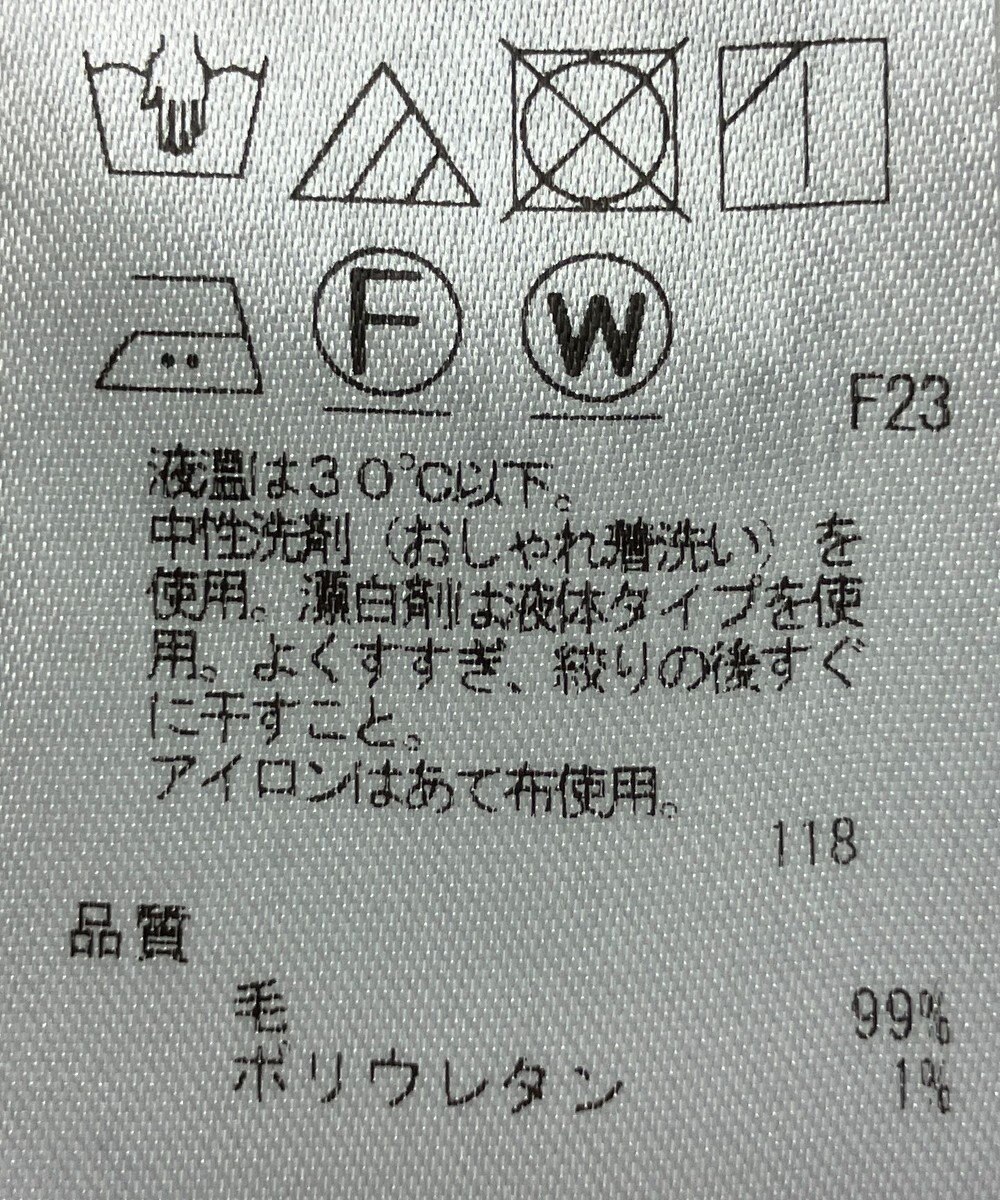 F W
F23
液温は30℃以下。
中性洗剤（おしゃれ着洗い）を
使用。漂白剤は液体タイプを使
用。よくすすぎ、絞りの後すぐ
に干すこと。
アイロンはあて布使用。
118
品質
毛 99%
ポリウレタン 1%